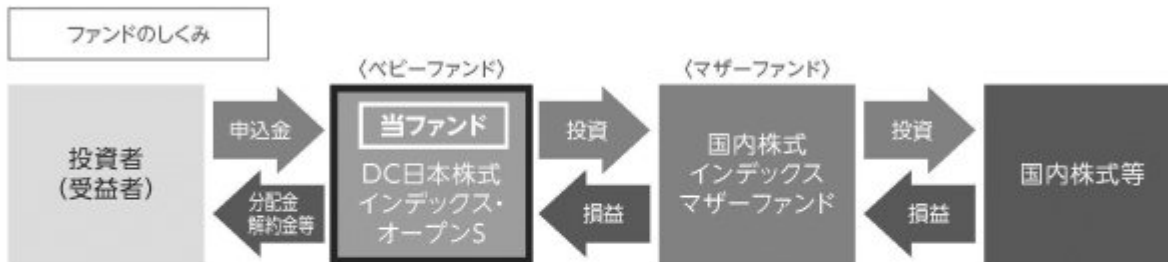 ファンドのしくみ
〈ベビーファンド〉
〈マザーファンド〉
投資者
(受益者)
申込金
分配金
解約金等
当ファンド
DC日本株式
インデックス・
オープンS
投資
損益
国内株式
インデックス
マザーファンド
投資
損益
国内株式等